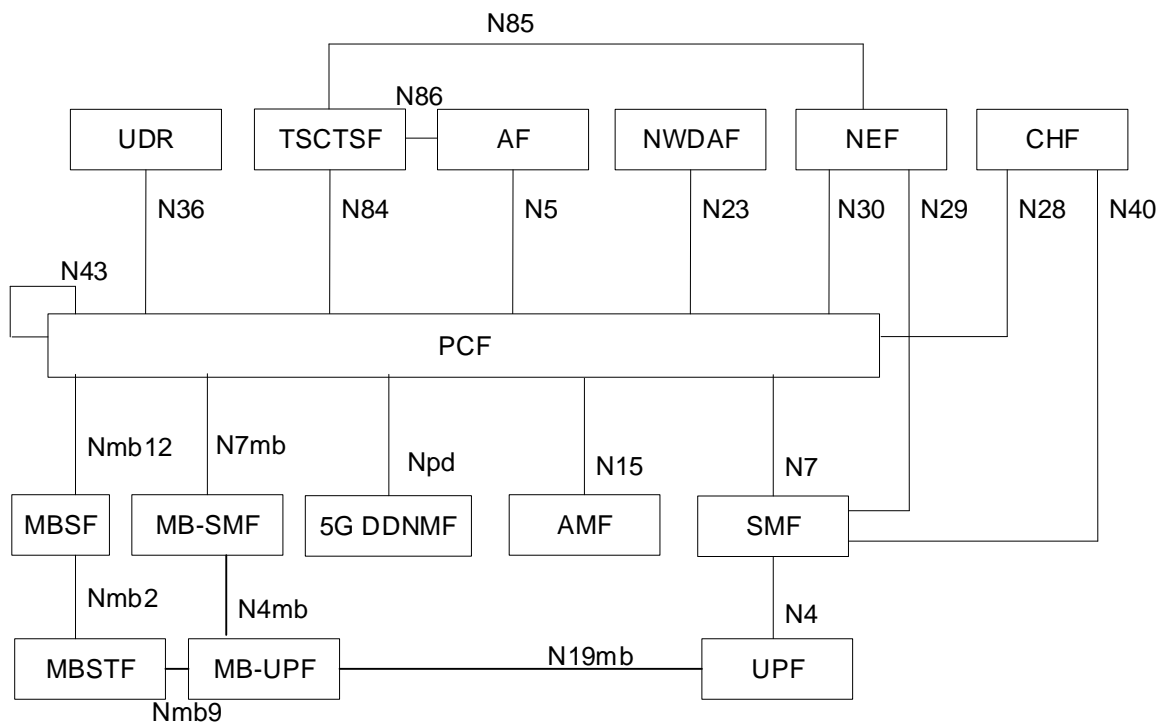 N85
N86
UDR
TSCTSF
AF
NWDAF
NEF
CHF
N36
N84
N5
N23
N30
N29
N28
N40
N43
PCF
Nmb12
N7mb
Npd
N15
N7
MBSF
MB-SMF
5G DDNMF
AMF
SMF
Nmb2
N4mb
N4
MBSTF
MB-UPF
N19mb
UPF
Nmb9